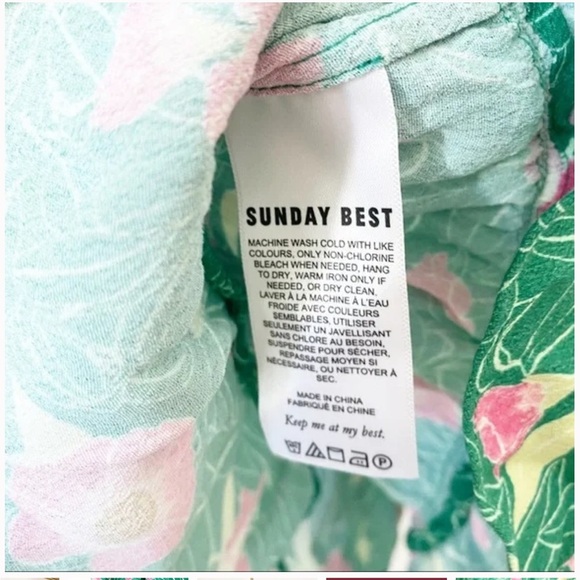 SUNDAY BEST
MACHINE WASH COLD WITH LIKE
COLOURS, ONLY NON-CHLORINE
BLEACH WHEN NEEDED, HANG
TO DRY, WARM IRON ONLY IF
NEEDED, OR DRY CLEAN.
LAVER À LA MACHINE À L'EAU
FROIDE AVEC COULEURS
SEMBLABLES, UTILISER
SEULEMENT UN JAVELLISANT
SANS CHLORE AU BESOIN,
SUSPENDRE POUR SÉCHER,
REPASSAGE MOYEN SI
NÉCESSAIRE, OU NETTOYER À
SEC.
MADE IN CHINA
FABRIQUÉ EN CHINE
Keep me at my best.
P